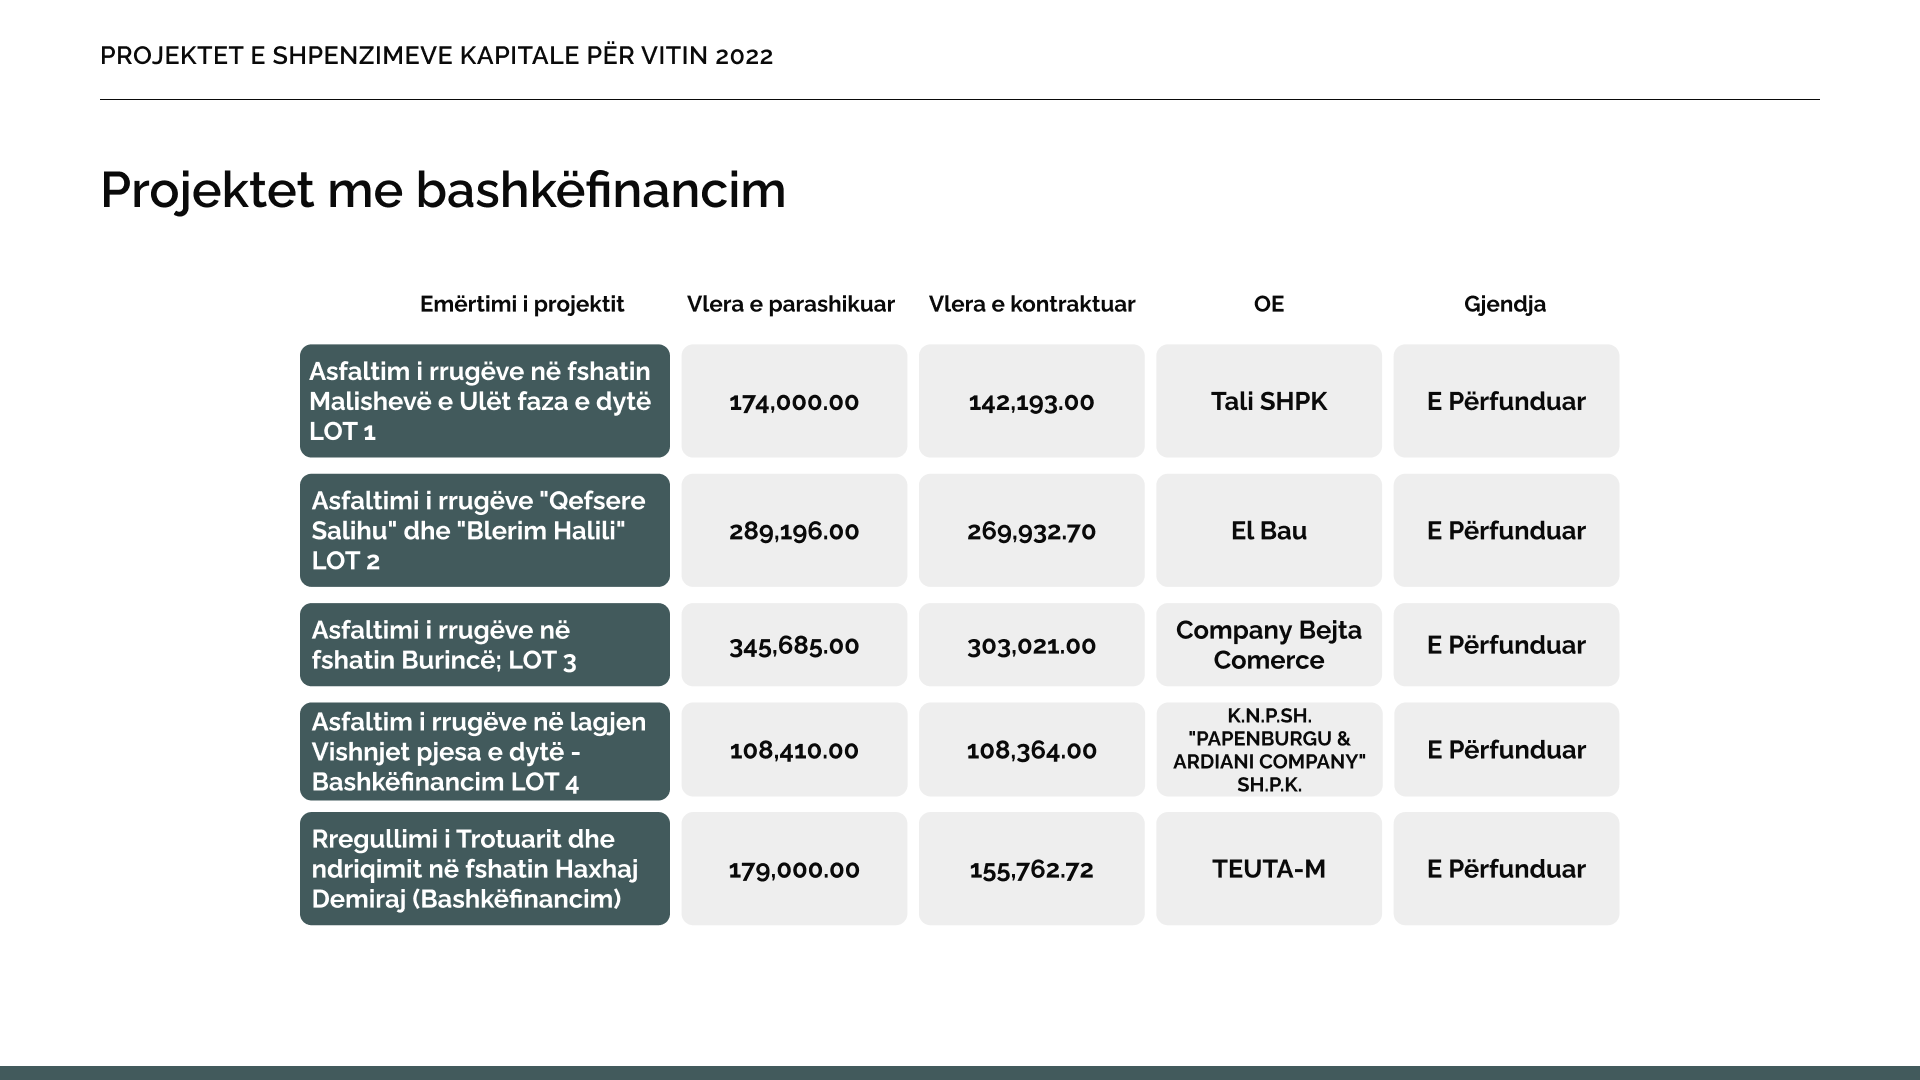 PROJEKTET E SHPENZIMEVE KAPITALE PËR VITIN 2022
Projektet me bashkëfinancim
Emërtimi i projektit
Vlera e parashikuar
Vlera e kontraktuar
OE
Gjendja
Asfaltim i rrugëve në fshatin
Malishevë e Ulët faza e dytë
LOT 1
174,000.00
142,193.00
Tali SHPK
E Përfunduar
Asfaltimi i rrugëve "Qefsere
Salihu" dhe "Blerim Halili"
LOT 2
289,196.00
269,932.70
El Bau
E Përfunduar
Asfaltimi i rrugëve në
fshatin Burincë; LOT 3
345,685.00
303,021.00
Company Bejta
Comerce
E Përfunduar
Asfaltim i rrugëve në lagjen
Vishnjet pjesa e dytë -
Bashkëfinancim LOT 4
108,410.00
108,364.00
K.N.P.SH.
"PAPENBURGU &
ARDIANI COMPANY"
SH.P.K.
E Përfunduar
Rregullimi i Trotuarit dhe
ndriqimit në fshatin Haxhaj
Demiraj (Bashkëfinancim)
179,000.00
155,762.72
TEUTA-M
E Përfunduar